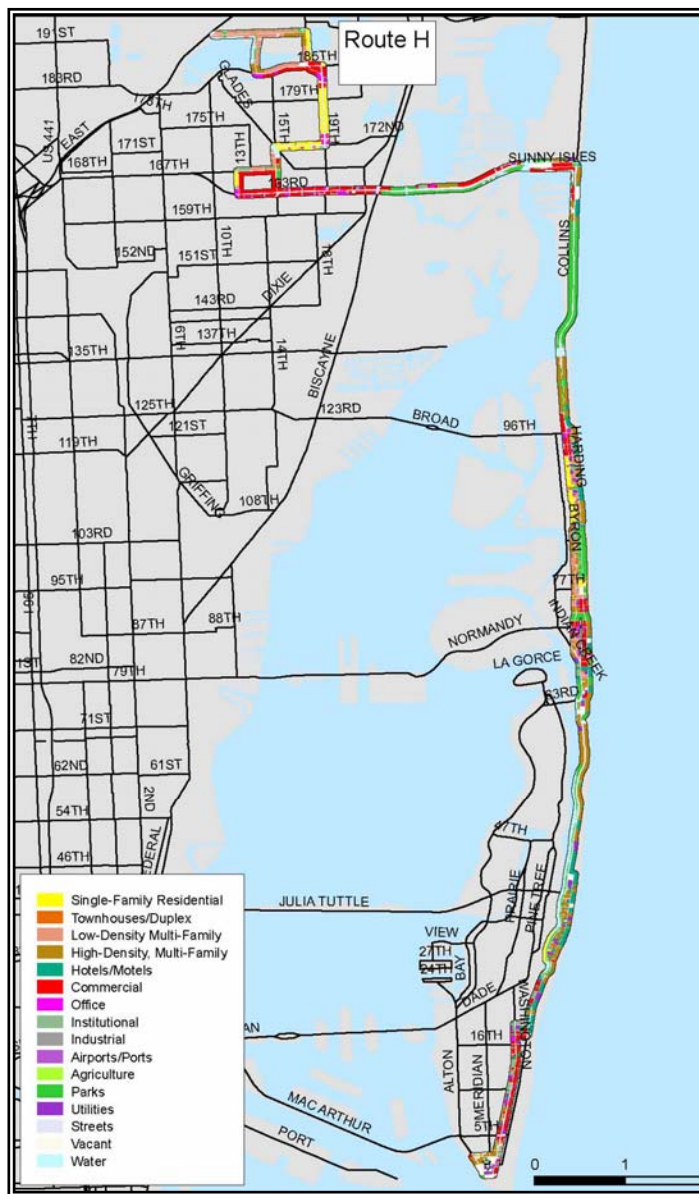 Route H
191ST
185TH
183RD
GLADES
179TH
175TH
15TH
19TH
172ND
US 441
EAST
171ST
13TH
168TH
167TH
163RD
SUNNY ISLES
159TH
COLLINS
10TH
152ND
151ST
DIXIE
143RD
6TH
137TH
14TH
135TH
BISCAYNE
125TH
123RD
BROAD
96TH
121ST
7TH
119TH
HARDING
GRIFFING
108TH
BYRON
103RD
95TH
77TH
88TH
87TH
NORMANDY
INDIAN CREEK
82ND
1ST
79TH
LA GORCE
63RD
71ST
62ND
61ST
2ND
54TH
47TH
46TH
EDERAL
PRAIRIE
PINE TREE
JULIA TUTTLE
VIEW
27TH
24TH
BAY
DADE
WASHINGTON
AN
16TH
ALTON
MERIDIAN
MAC ARTHUR
5TH
PORT
Single-Family Residential
Townhouses/Duplex
Low-Density Multi-Family
High-Density, Multi-Family
Hotels/Motels
Commercial
Office
Institutional
Industrial
Airports/Ports
Agriculture
Parks
Utilities
Streets
Vacant
Water
0 1